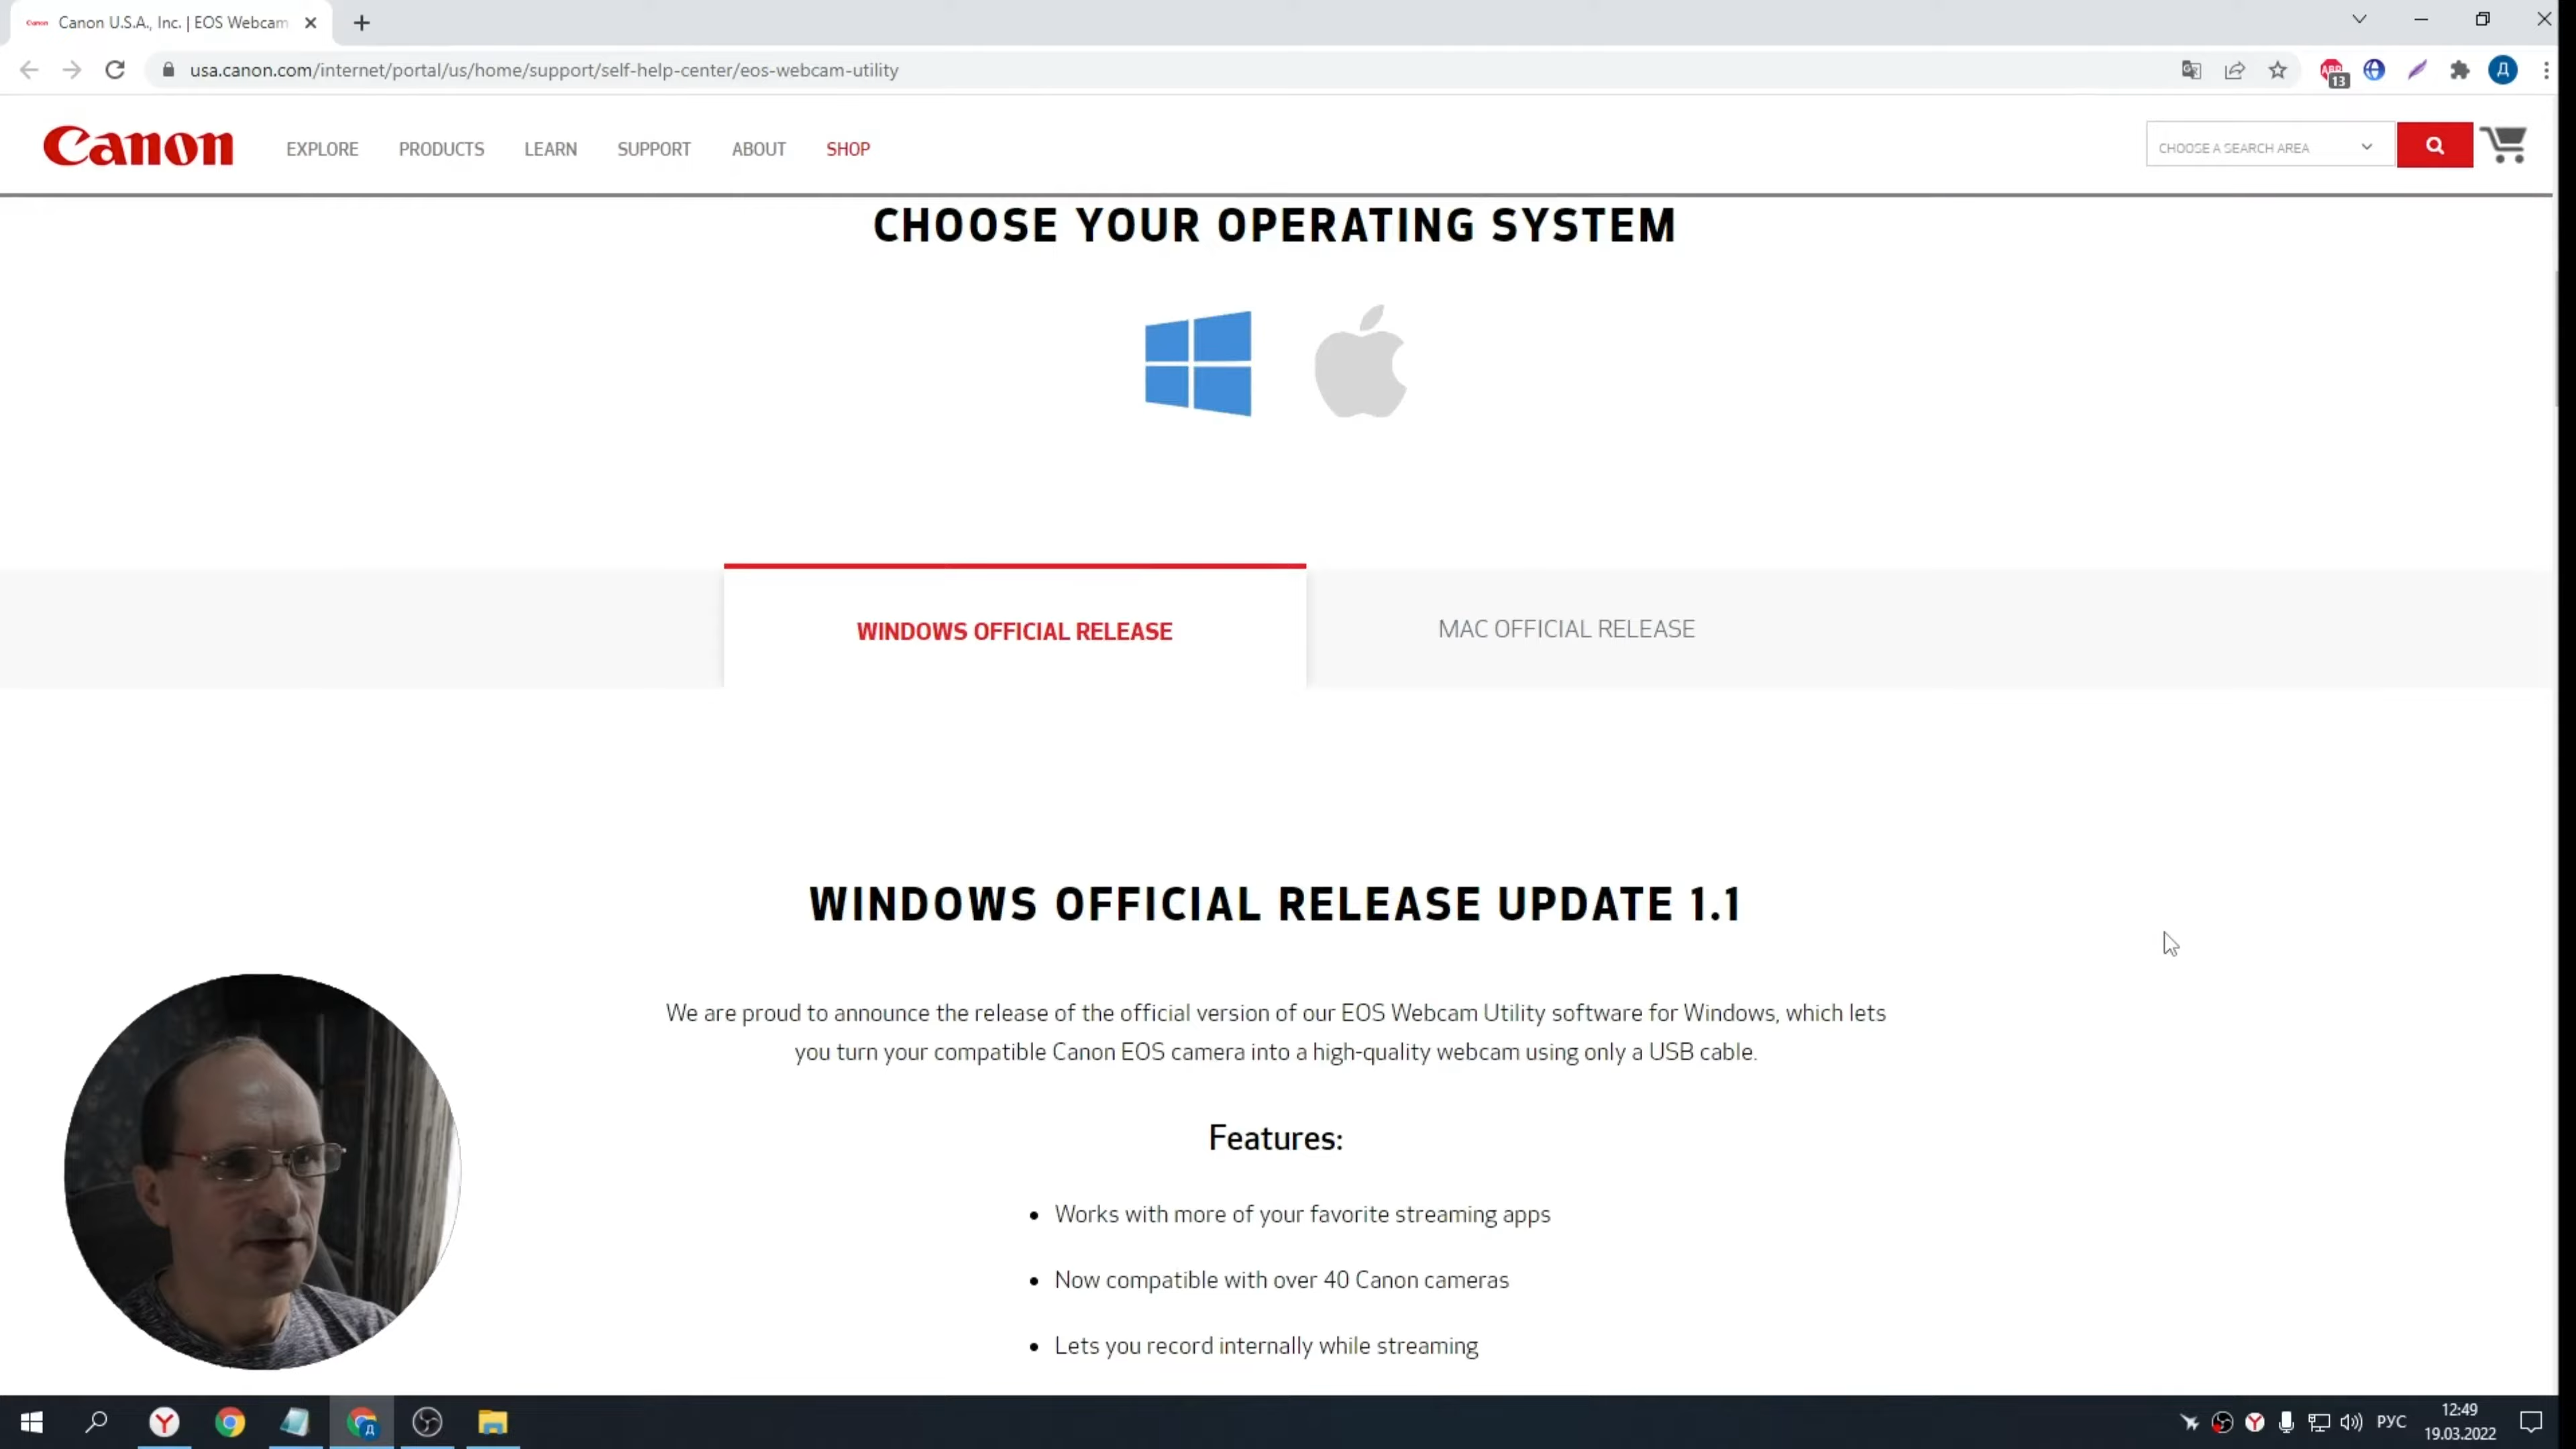 Canon U.S.A., Inc. | EOS Webcam
usa.canon.com/internet/portal/us/home/support/self-help-center/eos-webcam-utility
ABP
13
Д
Canon
EXPLORE
PRODUCTS
LEARN
SUPPORT
ABOUT
SHOP
CHOOSE A SEARCH AREA
CHOOSE YOUR OPERATING SYSTEM
WINDOWS OFFICIAL RELEASE
MAC OFFICIAL RELEASE
WINDOWS OFFICIAL RELEASE UPDATE 1.1
We are proud to announce the release of the official version of our EOS Webcam Utility software for Windows, which lets
you turn your compatible Canon EOS camera into a high-quality webcam using only a USB cable.
Features:
Works with more of your favorite streaming apps
Now compatible with over 40 Canon cameras
Lets you record internally while streaming
РУС
12:49
19.03.2022